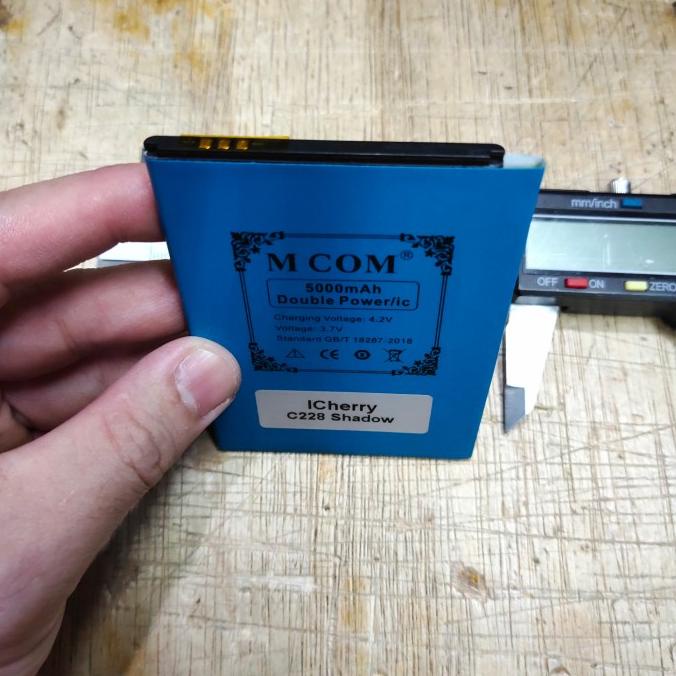 M COM®
5000mAh
Double Power/ic
Charging Voltage: 4.2V
Voltage: 3.7V
Standard GB/T 18287-2018
CE
ICherry
C228 Shadow
mm/inch
OFF ON ZERO